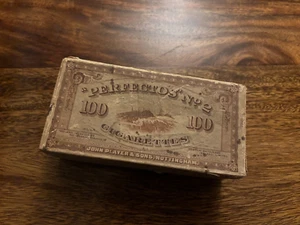 "PERFECTOS" Nº 2
100 100
CIGARETTES
JOHN PLAYER & SONS, NOTTINGHAM.